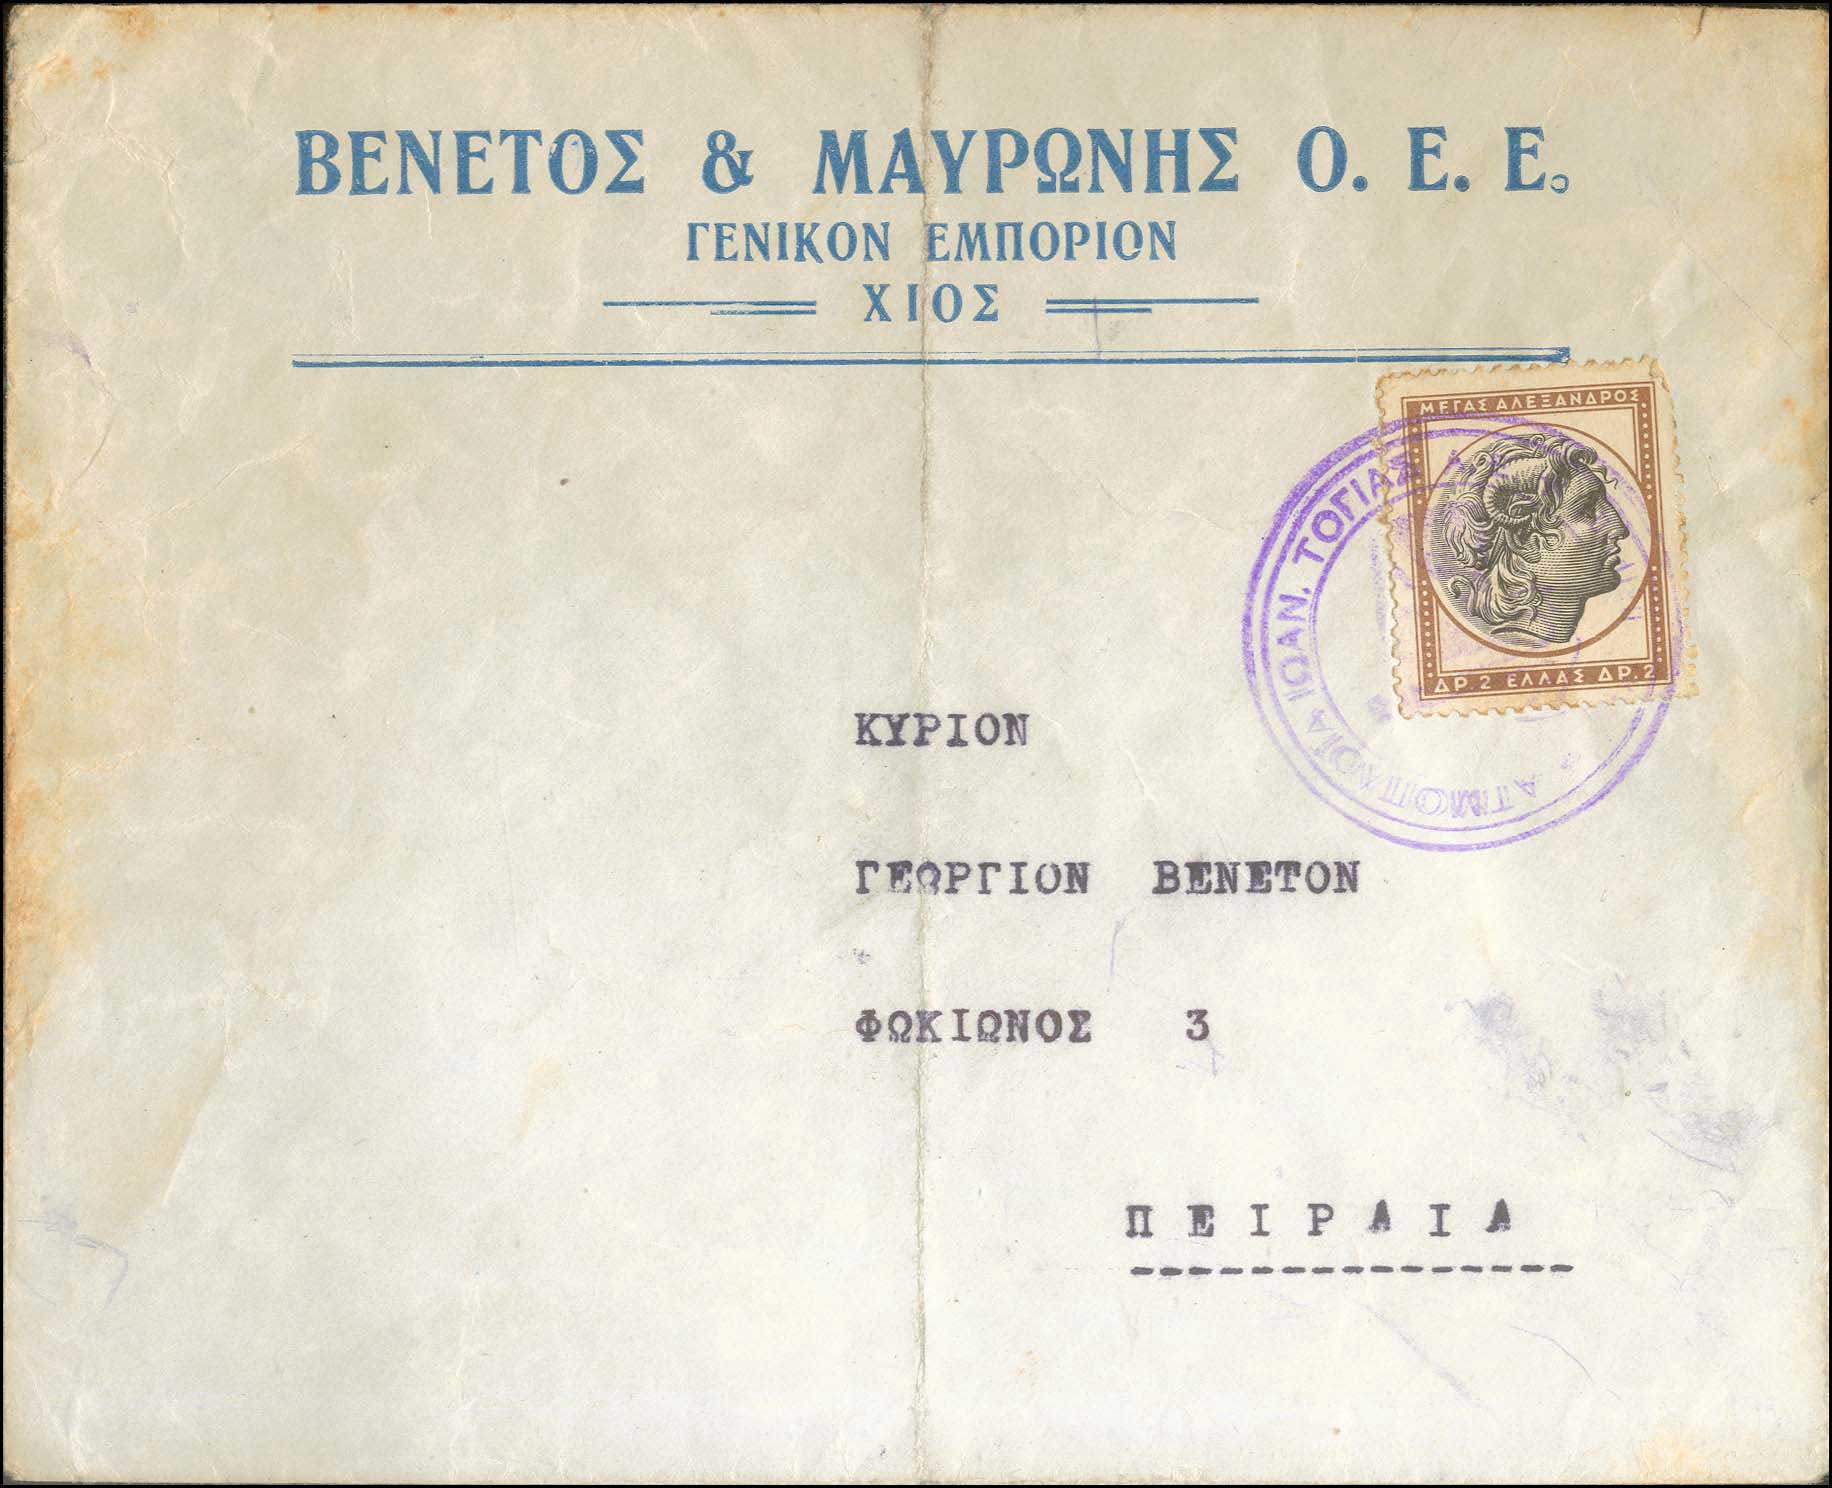 ΒΕΝΕΤΟΣ & ΜΑΥΡΩΝΗΣ Ο. Ε. Ε.
ΓΕΝΙΚΟΝ ΕΜΠΟΡΙΟΝ
ΧΙΟΣ
ΜΕΓΑΣ ΑΛΕΞΑΝΔΡΟΣ
ΔΡ. 2 ΕΛΛΑΣ ΔΡ. 2
ΑΤΜΟΠΛΟΪΑ ΙΩΑΝ. ΤΟΓΙΑΣ
ΚΥΡΙΟΝ
ΓΕΩΡΓΙΟΝ ΒΕΝΕΤΟΝ
ΦΩΚΙΩΝΟΣ 3
ΠΕΙΡΑΙΑ